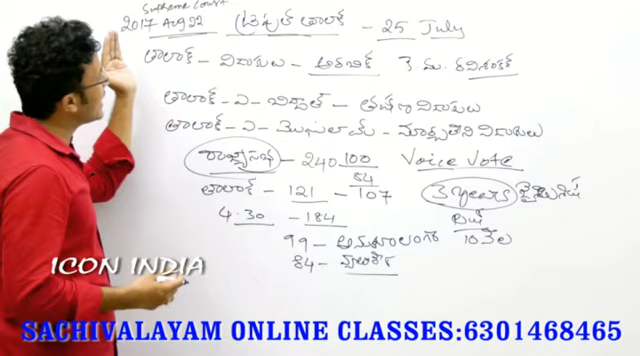 Supreme Court
2017 Aug 22 త్రిపుల్ తలాక్ - 25 July
తలాక్ - విడాకులు - అరబిక్ కే.మ. రవిశంకర్
తలాక్ - ఎ - బిద్దత్ - తక్షణ విడాకులు
తలాక్ - ఎ - మొఘలాజ్ - మార్చలేని విడాకులు
రాజ్యసభ - 240 100 Voice Vote
84
తలాక్ - 121 - 107 3 years జైలు శిక్ష
4.30 - 184
99 - అనుకూలంగా 10 వేల
84 - వ్యతిరేక
ICON INDIA
SACHIVALAYAM ONLINE CLASSES:6301468465